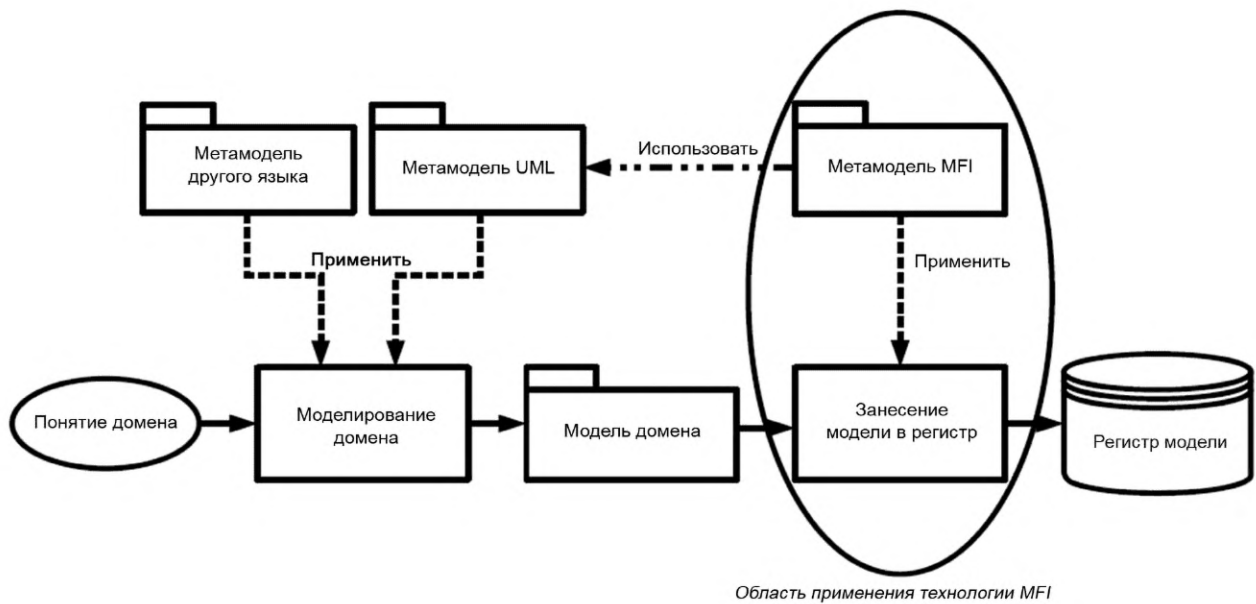 Метамодель
другого языка
Метамодель UML
Использовать
Метамодель MFI
Применить
Применить
Понятие домена
Моделирование
домена
Модель домена
Занесение
модели в регистр
Регистр модели
Область применения технологии MFI